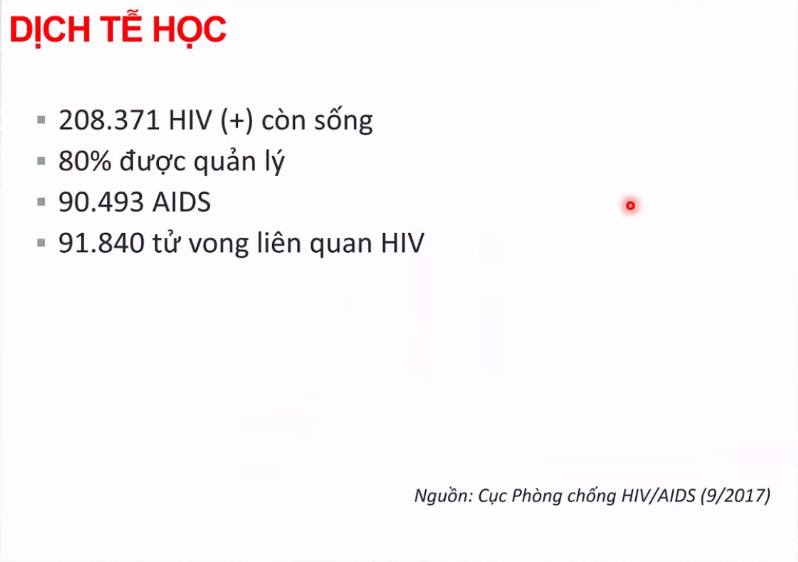 DỊCH TỄ HỌC
208.371 HIV (+) còn sống
80% được quản lý
90.493 AIDS
91.840 tử vong liên quan HIV
Nguồn: Cục Phòng chống HIV/AIDS (9/2017)